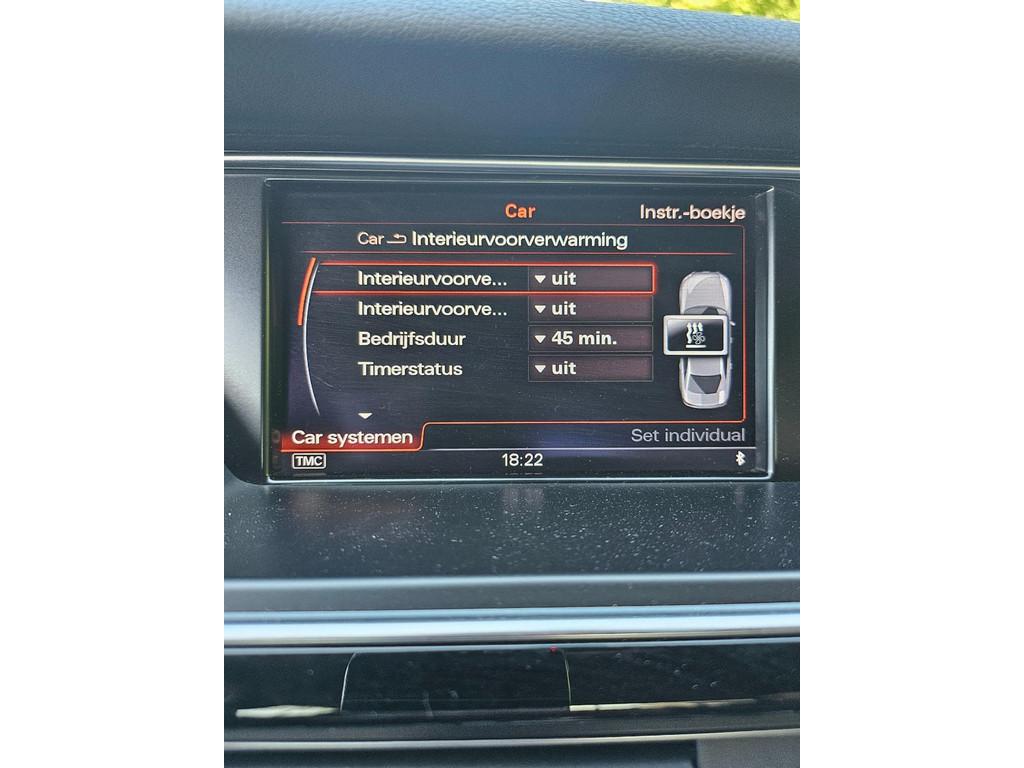 Car Instr.-boekje
Car Interieurvoorverwarming
Interieurvoorve... uit
Interieurvoorve... uit
Bedrijfsduur 45 min.
Timerstatus uit
Car systemen Set individual
TMC 18:22